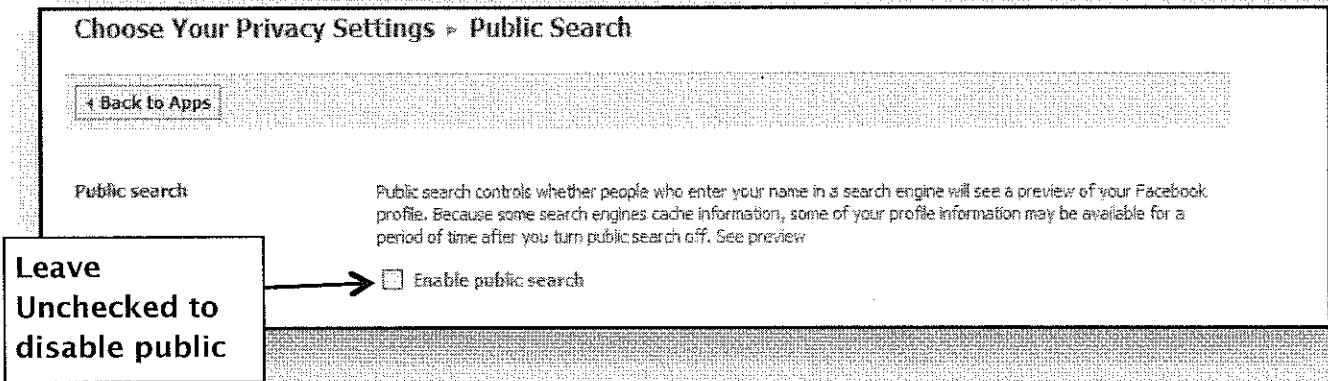 Choose Your Privacy Settings ▸ Public Search
◂ Back to Apps
Public search
Public search controls whether people who enter your name in a search engine will see a preview of your Facebook
profile. Because some search engines cache information, some of your profile information may be available for a
period of time after you turn public search off. See preview
Enable public search
Leave
Unchecked to
disable public